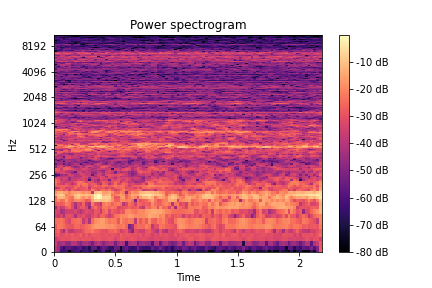 Power spectrogram
8192
4096
2048
1024
512
256
128
64
0
Hz
0
0.5
1
1.5
2
Time
-10 dB
-20 dB
-30 dB
-40 dB
-50 dB
-60 dB
-70 dB
-80 dB